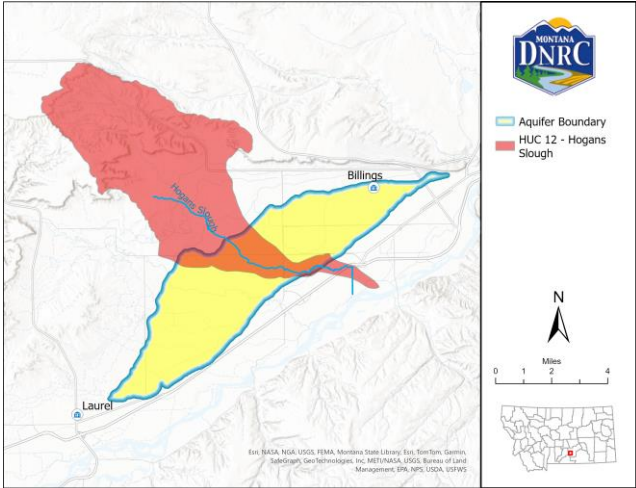 Billings
Hogans Slough
Laurel
Esri, NASA, NGA, USGS, FEMA, Montana State Library, Esri, TomTom, Garmin,
SafeGraph, GeoTechnologies, Inc, METI/NASA, USGS, Bureau of Land
Management, EPA, NPS, USDA, USFWS
MONTANA
DNRC
Aquifer Boundary
HUC 12 - Hogans
Slough
N
Miles
0 2 4